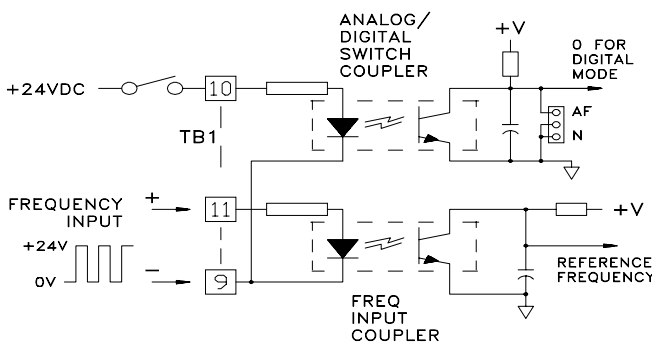 ANALOG/
DIGITAL
SWITCH
COUPLER
+V
0 FOR
DIGITAL
MODE
+24VDC
10
AF
N
TB1
FREQUENCY
INPUT
+
11
+V
+24V
0V
−
9
REFERENCE
FREQUENCY
FREQ
INPUT
COUPLER